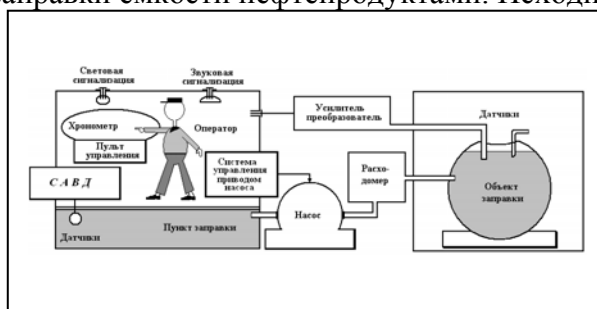 заправки емкости нефтепродуктами. Исходн
Световая
сигнализация
Звуковая
сигнализация
Хронометр
Оператор
Пульт
управления
С А В Д
Система
управления
приводом
насоса
Датчики
Пункт заправки
Насос
Усилитель
преобразователь
Расхо-
домер
Датчики
Объект
заправки